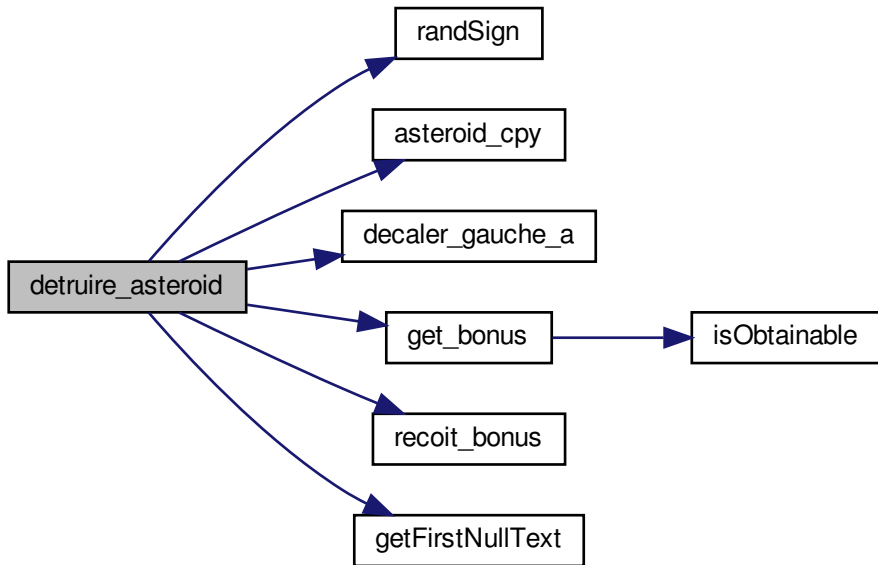 randSign
asteroid_cpy
decaler_gauche_a
detruire_asteroid
get_bonus
isObtainable
recoit_bonus
getFirstNullText